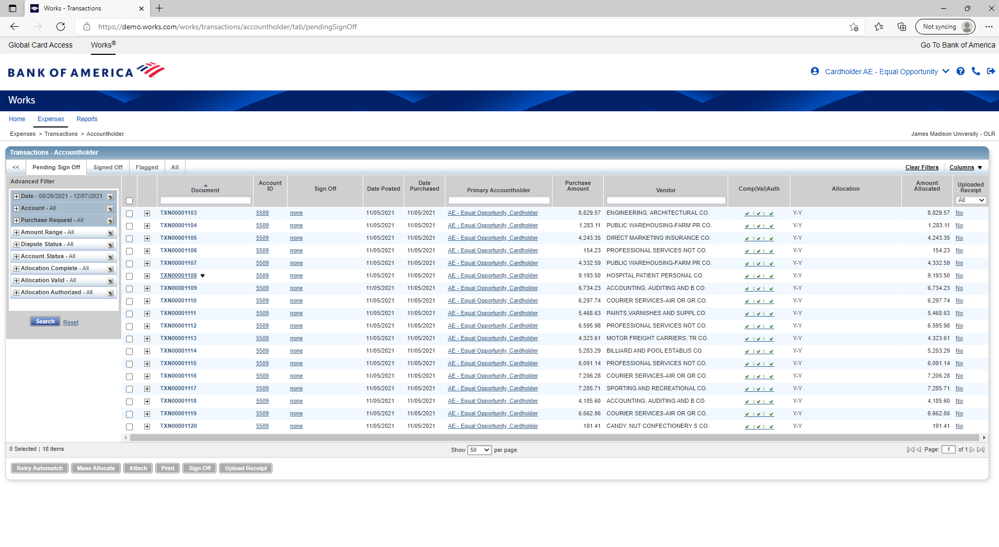 Works - Transactions
https://demo.works.com/works/transactions/accountholder/tab/pendingSignOff
Not syncing
Global Card Access
Works®
Go To Bank of America
BANK OF AMERICA
Cardholder AE - Equal Opportunity
Works
Home
Expenses
Reports
Expenses > Transactions > Accountholder
James Madison University - OLR
Transactions - Accountholder
<< Pending Sign Off Signed Off Flagged All Clear Filters Columns
Advanced Filter
Date - 08/29/2021 - 12/07/2021
Account - All
Purchase Request - All
Amount Range - All
Dispute Status - All
Account Status - All
Allocation Complete - All
Allocation Valid - All
Allocation Authorized - All
Search Reset
Document
Account ID
Sign Off
Date Posted
Date Purchased
Primary Accountholder
Purchase Amount
Vendor
Comp|Val|Auth
Allocation
Amount Allocated
Uploaded Receipt
All
TXN00001103 5509 none 11/05/2021 11/05/2021 AE - Equal Opportunity, Cardholder 8,829.57 ENGINEERING, ARCHITECTURAL CO. Y-Y 8,829.57 No
TXN00001104 5509 none 11/05/2021 11/05/2021 AE - Equal Opportunity, Cardholder 1,283.11 PUBLIC WAREHOUSING-FARM PR CO. Y-Y 1,283.11 No
TXN00001105 5509 none 11/05/2021 11/05/2021 AE - Equal Opportunity, Cardholder 4,243.35 DIRECT MARKETING INSURANCE CO. Y-Y 4,243.35 No
TXN00001106 5509 none 11/05/2021 11/05/2021 AE - Equal Opportunity, Cardholder 154.23 PROFESSIONAL SERVICES NOT CO. Y-Y 154.23 No
TXN00001107 5509 none 11/05/2021 11/05/2021 AE - Equal Opportunity, Cardholder 4,332.59 PUBLIC WAREHOUSING-FARM PR CO. Y-Y 4,332.59 No
TXN00001108 5509 none 11/05/2021 11/05/2021 AE - Equal Opportunity, Cardholder 9,193.50 HOSPITAL PATIENT PERSONAL CO. Y-Y 9,193.50 No
TXN00001109 5509 none 11/05/2021 11/05/2021 AE - Equal Opportunity, Cardholder 6,734.23 ACCOUNTING, AUDITING AND B CO. Y-Y 6,734.23 No
TXN00001110 5509 none 11/05/2021 11/05/2021 AE - Equal Opportunity, Cardholder 6,297.74 COURIER SERVICES-AIR OR GR CO. Y-Y 6,297.74 No
TXN00001111 5509 none 11/05/2021 11/05/2021 AE - Equal Opportunity, Cardholder 5,468.63 PAINTS,VARNISHES AND SUPPL CO. Y-Y 5,468.63 No
TXN00001112 5509 none 11/05/2021 11/05/2021 AE - Equal Opportunity, Cardholder 6,595.98 PROFESSIONAL SERVICES NOT CO. Y-Y 6,595.98 No
TXN00001113 5509 none 11/05/2021 11/05/2021 AE - Equal Opportunity, Cardholder 4,323.61 MOTOR FREIGHT CARRIERS, TR CO. Y-Y 4,323.61 No
TXN00001114 5509 none 11/05/2021 11/05/2021 AE - Equal Opportunity, Cardholder 5,283.29 BILLIARD AND POOL ESTABLIS CO. Y-Y 5,283.29 No
TXN00001115 5509 none 11/05/2021 11/05/2021 AE - Equal Opportunity, Cardholder 6,091.14 PROFESSIONAL SERVICES NOT CO. Y-Y 6,091.14 No
TXN00001116 5509 none 11/05/2021 11/05/2021 AE - Equal Opportunity, Cardholder 7,206.28 COURIER SERVICES-AIR OR GR CO. Y-Y 7,206.28 No
TXN00001117 5509 none 11/05/2021 11/05/2021 AE - Equal Opportunity, Cardholder 7,285.71 SPORTING AND RECREATIONAL CO. Y-Y 7,285.71 No
TXN00001118 5509 none 11/05/2021 11/05/2021 AE - Equal Opportunity, Cardholder 4,185.60 ACCOUNTING, AUDITING AND B CO. Y-Y 4,185.60 No
TXN00001119 5509 none 11/05/2021 11/05/2021 AE - Equal Opportunity, Cardholder 6,662.86 COURIER SERVICES-AIR OR GR CO. Y-Y 6,662.86 No
TXN00001120 5509 none 11/05/2021 11/05/2021 AE - Equal Opportunity, Cardholder 191.41 CANDY, NUT CONFECTIONERY S CO. Y-Y 191.41 No
0 Selected | 18 items
Show 50 per page
Page: 1 of 1
Retry Automatch Mass Allocate Attach Print Sign Off Upload Receipt